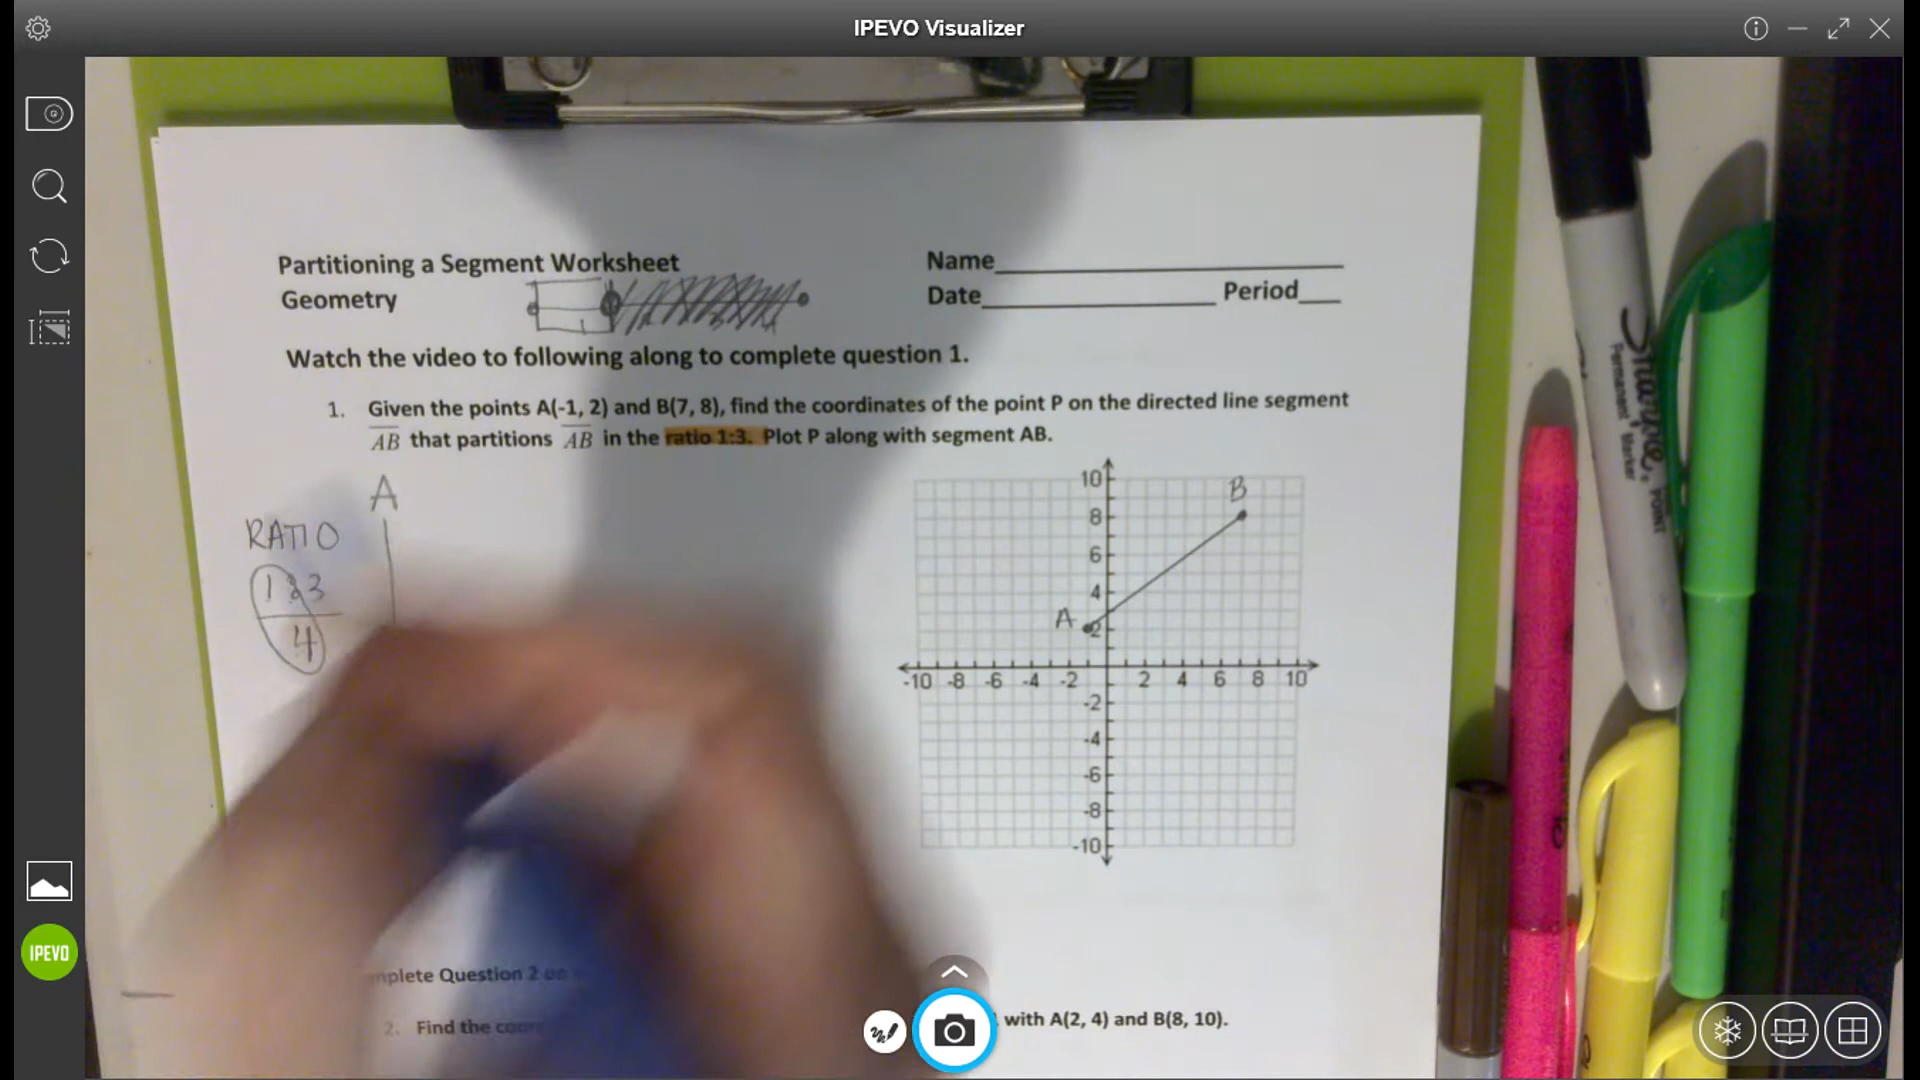 IPEVO Visualizer
Partitioning a Segment Worksheet
Geometry
Name
Date Period
Watch the video to following along to complete question 1.
1. Given the points A(-1, 2) and B(7, 8), find the coordinates of the point P on the directed line segment
AB that partitions AB in the ratio 1:3. Plot P along with segment AB.
A
RATIO
1:3
4
B
A
10
8
6
4
2
-10 -8 -6 -4 -2 2 4 6 8 10
-2
-4
-6
-8
-10
Question 2
2. Find the
with A(2, 4) and B(8, 10).
IPEVO
Sharpie
Permanent Marker
POINT